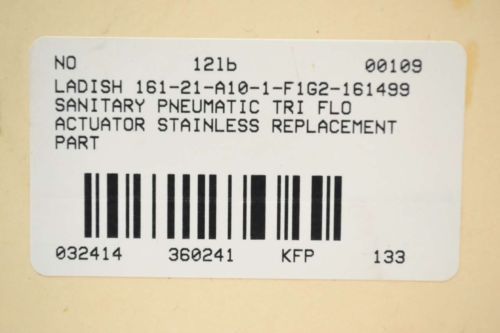 NO 12lb 00109
LADISH 161-21-A10-1-F1G2-161499
SANITARY PNEUMATIC TRI FLO
ACTUATOR STAINLESS REPLACEMENT
PART
032414 360241 KFP 133